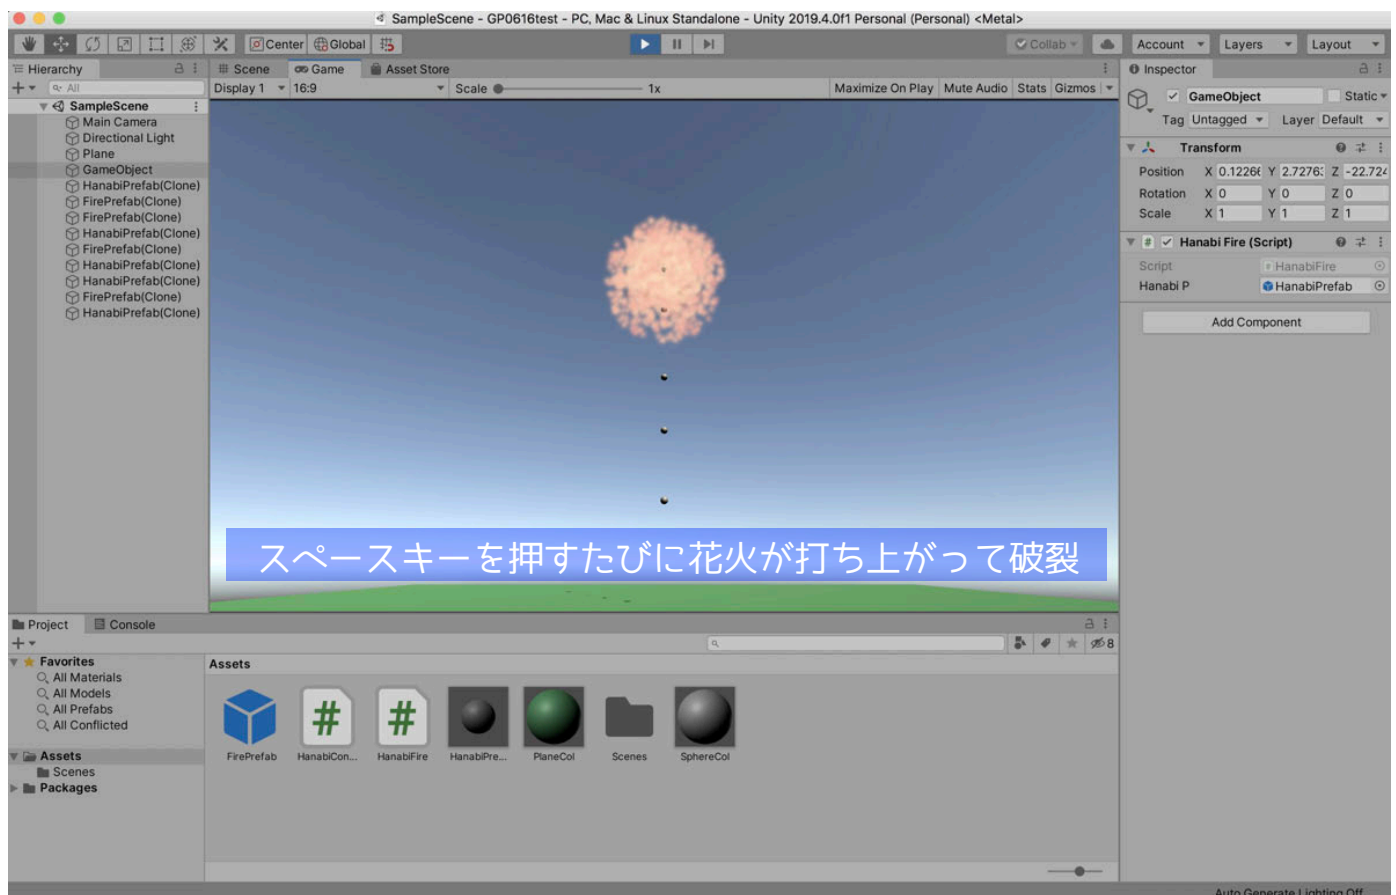 SampleScene - GP0616test - PC, Mac & Linux Standalone - Unity 2019.4.0f1 Personal (Personal) <Metal>
Center Global Collab Account Layers Layout
Hierarchy
All
SampleScene
Main Camera
Directional Light
Plane
GameObject
HanabiPrefab(Clone)
FirePrefab(Clone)
FirePrefab(Clone)
HanabiPrefab(Clone)
FirePrefab(Clone)
HanabiPrefab(Clone)
HanabiPrefab(Clone)
FirePrefab(Clone)
HanabiPrefab(Clone)
Scene Game Asset Store
Display 1 16:9 Scale 1x Maximize On Play Mute Audio Stats Gizmos
スペースキーを押すたびに花火が打ち上がって破裂
Inspector
GameObject Static
Tag Untagged Layer Default
Transform
Position X 0.1226 Y 2.7276 Z -22.724
Rotation X 0 Y 0 Z 0
Scale X 1 Y 1 Z 1
# Hanabi Fire (Script)
Script HanabiFire
Hanabi P HanabiPrefab
Add Component
Project Console
8
Favorites
All Materials
All Models
All Prefabs
All Conflicted
Assets
Scenes
Packages
Assets
# #
FirePrefab HanabiCon... HanabiFire HanabiPre... PlaneCol Scenes SphereCol
Auto Generate Lighting Off